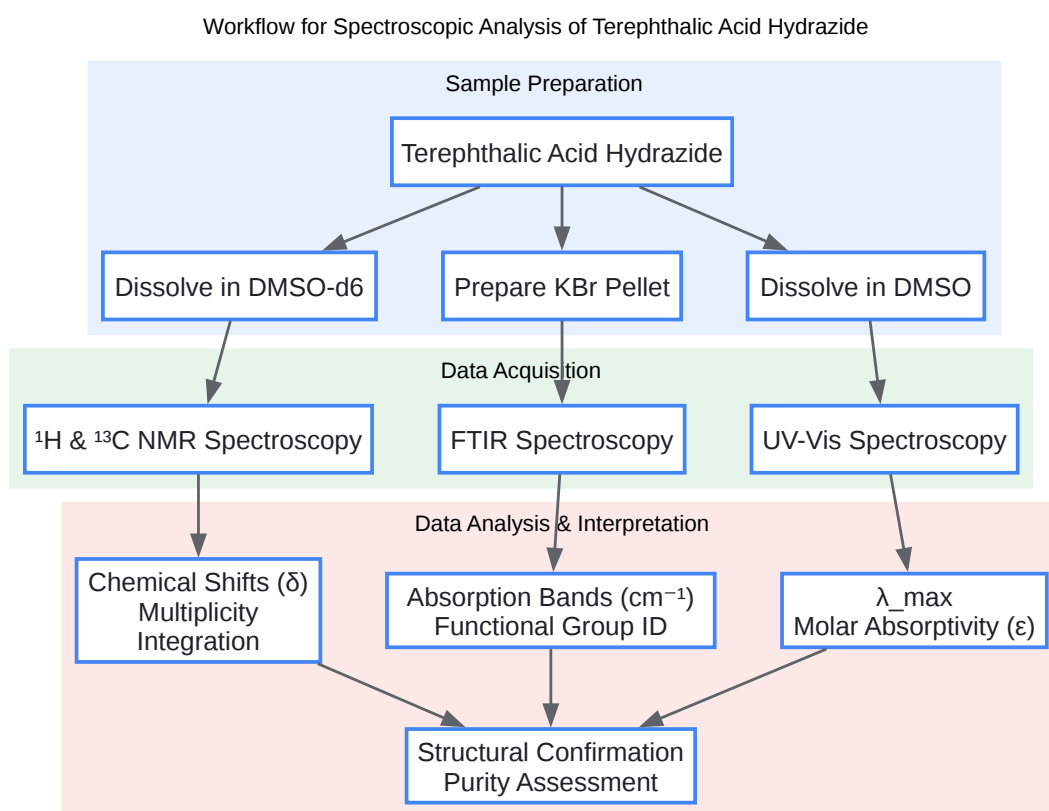 Workflow for Spectroscopic Analysis of Terephthalic Acid Hydrazide
Sample Preparation
Terephthalic Acid Hydrazide
Dissolve in DMSO-d6
Prepare KBr Pellet
Dissolve in DMSO
Data Acquisition
¹H & ¹³C NMR Spectroscopy
FTIR Spectroscopy
UV-Vis Spectroscopy
Data Analysis & Interpretation
Chemical Shifts (δ)
Multiplicity
Integration
Absorption Bands (cm⁻¹)
Functional Group ID
λ_max
Molar Absorptivity (ε)
Structural Confirmation
Purity Assessment